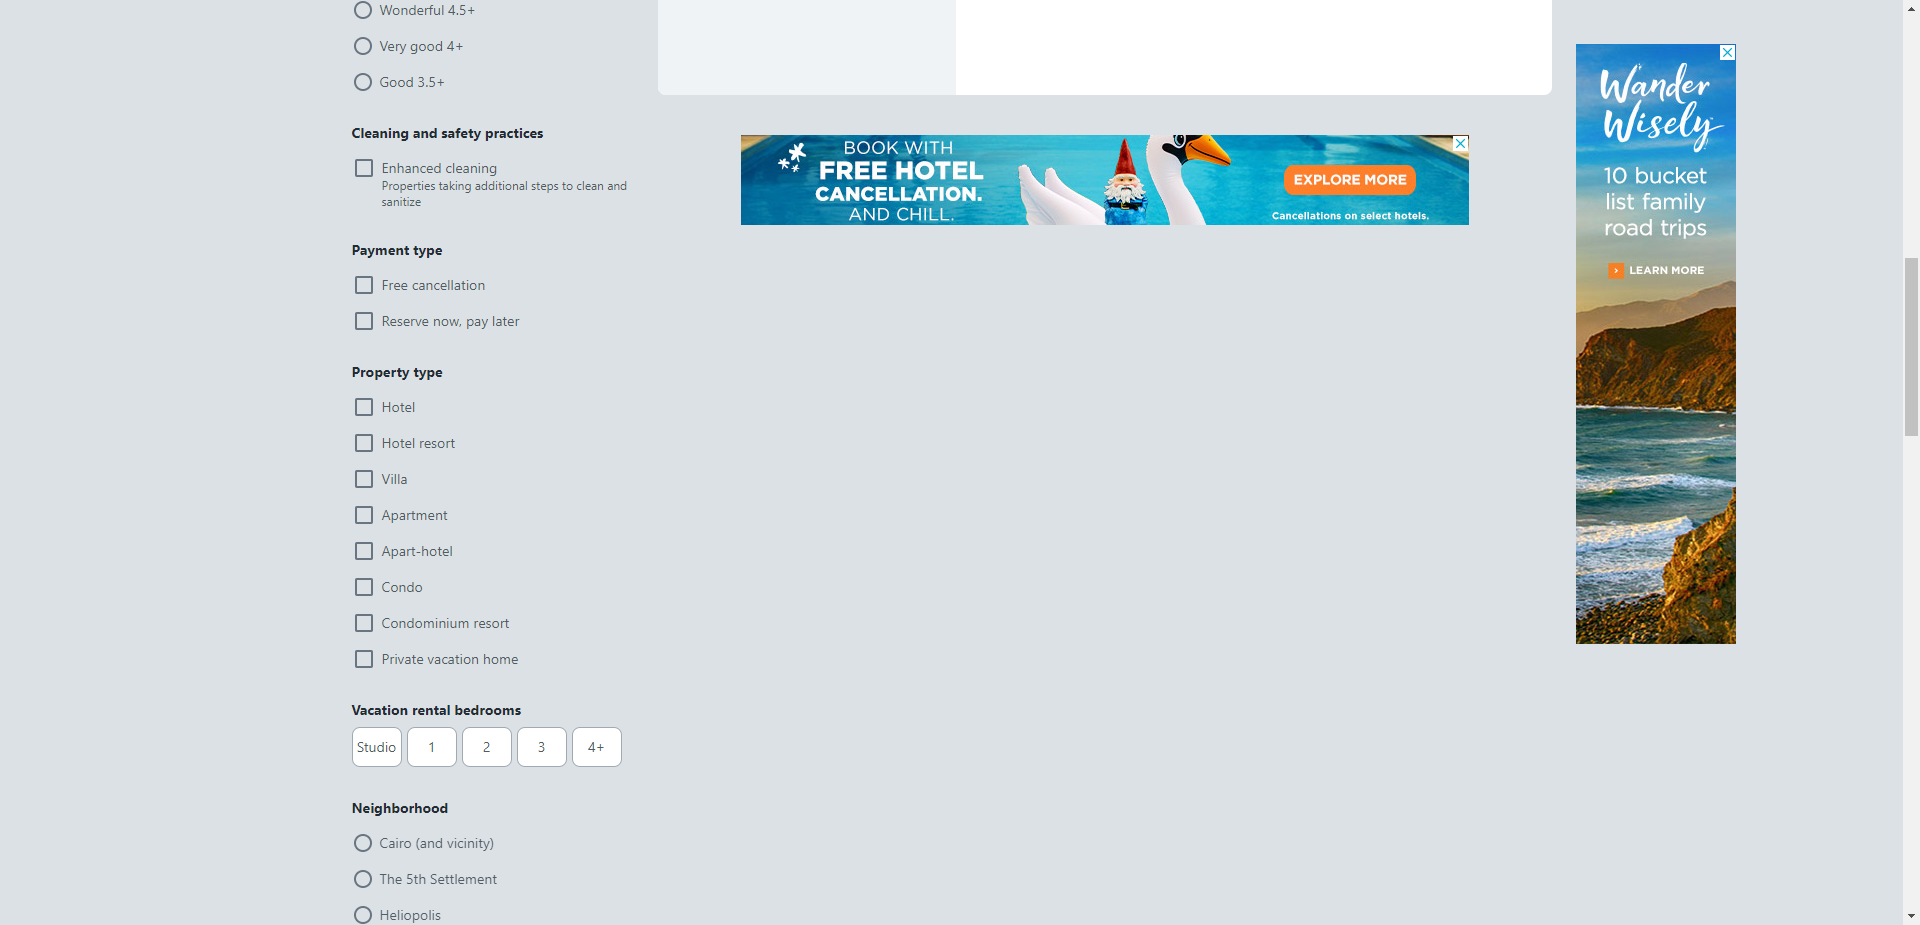 Wonderful 4.5+
Very good 4+
Good 3.5+
Cleaning and safety practices
Enhanced cleaning
Properties taking additional steps to clean and
sanitize
Payment type
Free cancellation
Reserve now, pay later
Property type
Hotel
Hotel resort
Villa
Apartment
Apart-hotel
Condo
Condominium resort
Private vacation home
Vacation rental bedrooms
Studio
1
2
3
4+
Neighborhood
Cairo (and vicinity)
The 5th Settlement
Heliopolis
BOOK WITH
FREE HOTEL
CANCELLATION.
AND CHILL.
EXPLORE MORE
Cancellations on select hotels.
Wander
Wisely™
10 bucket
list family
road trips
LEARN MORE